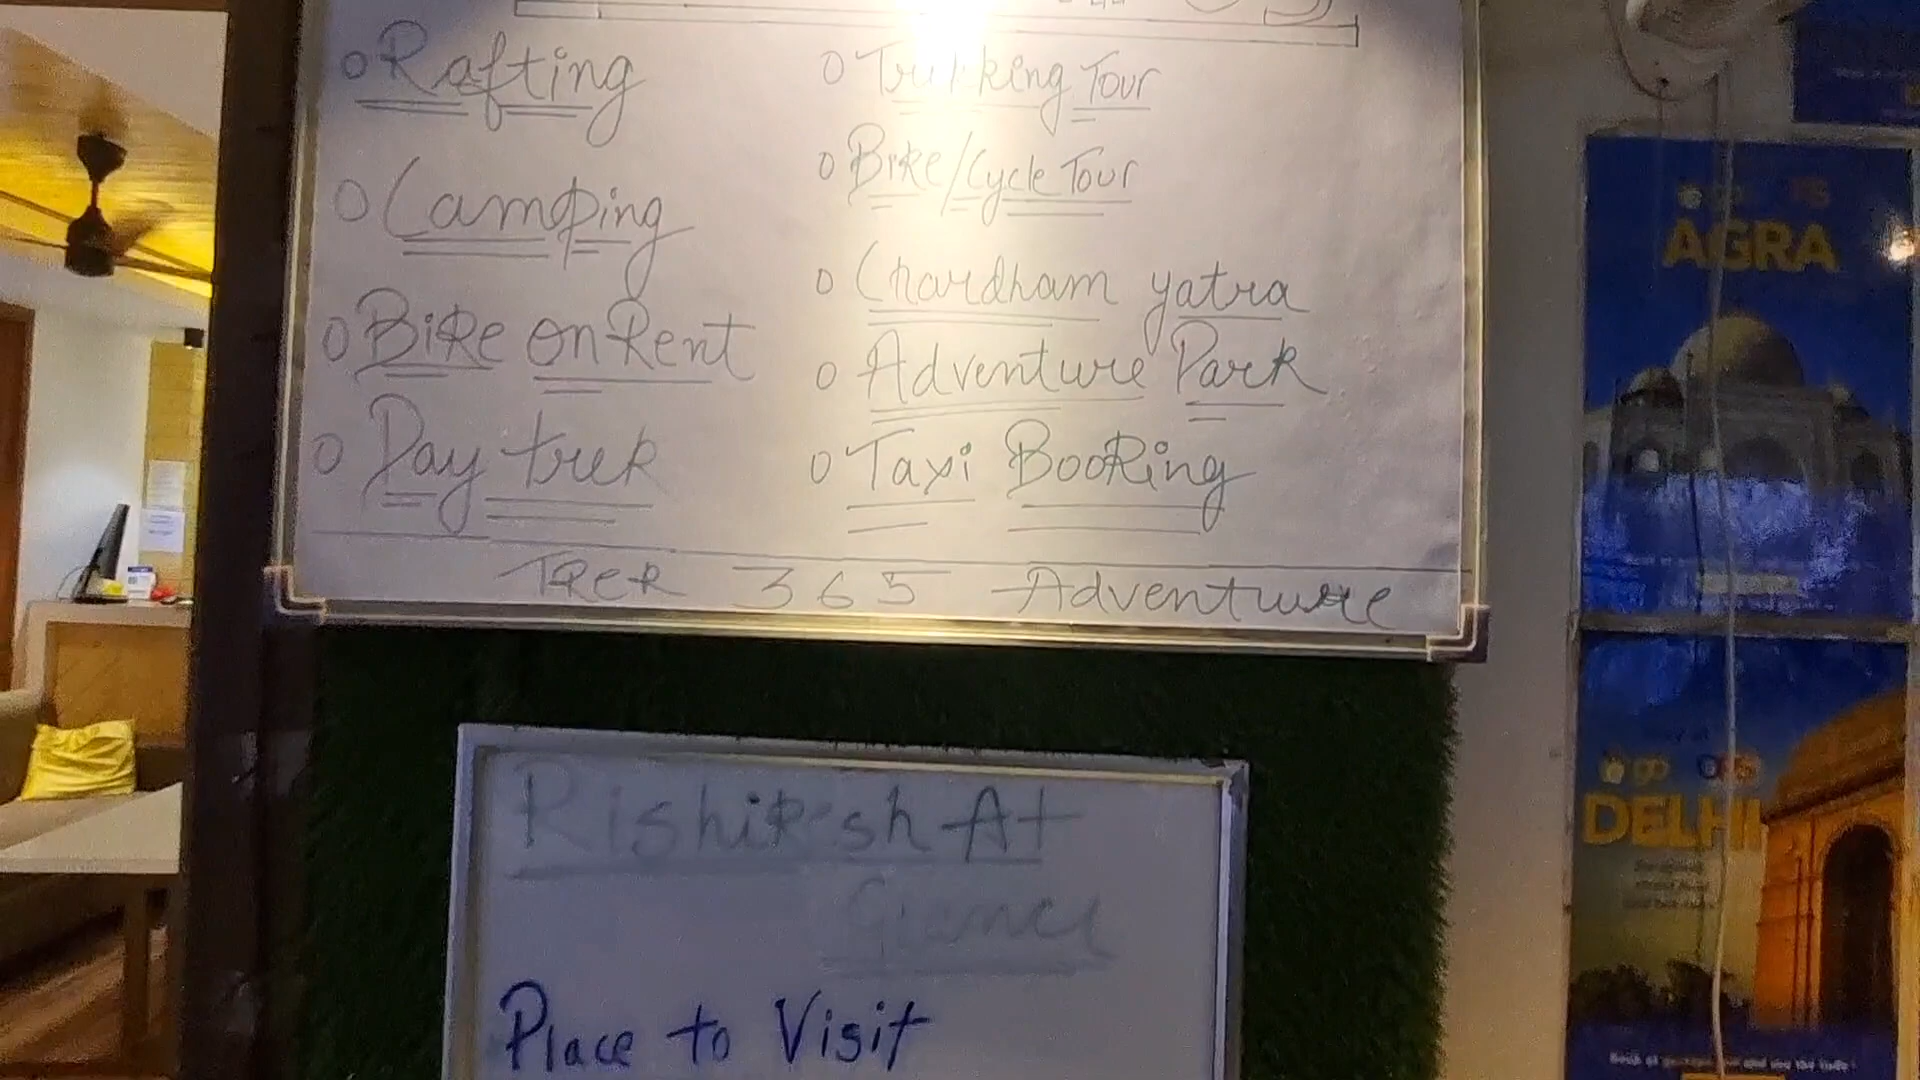 Rafting
Camping
Bike on Rent
Day trek
Trekking Tour
Bike/Cycle Tour
Chardham yatra
Adventure Park
Taxi Booking
Trek 365 Adventure
Rishikesh At
Place to Visit
AGRA
go
DELHI